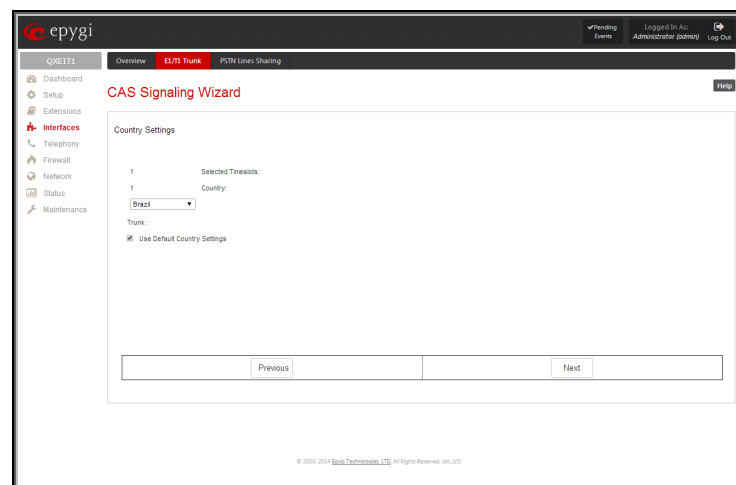 epygi
✔Pending
Events
Logged In As:
Administrator (admin)
Log Out
QXE1T1
Overview
E1/T1 Trunk
PSTN Lines Sharing
Dashboard
Setup
Extensions
Interfaces
Telephony
Firewall
Network
Status
Maintenance
CAS Signaling Wizard
Help
Country Settings
1 Selected Timeslots:
1 Country:
Brazil
Trunk :
Use Default Country Settings
Previous
Next
© 2000-2014 Epygi Technologies, LTD. All Rights Reserved. (en_US)